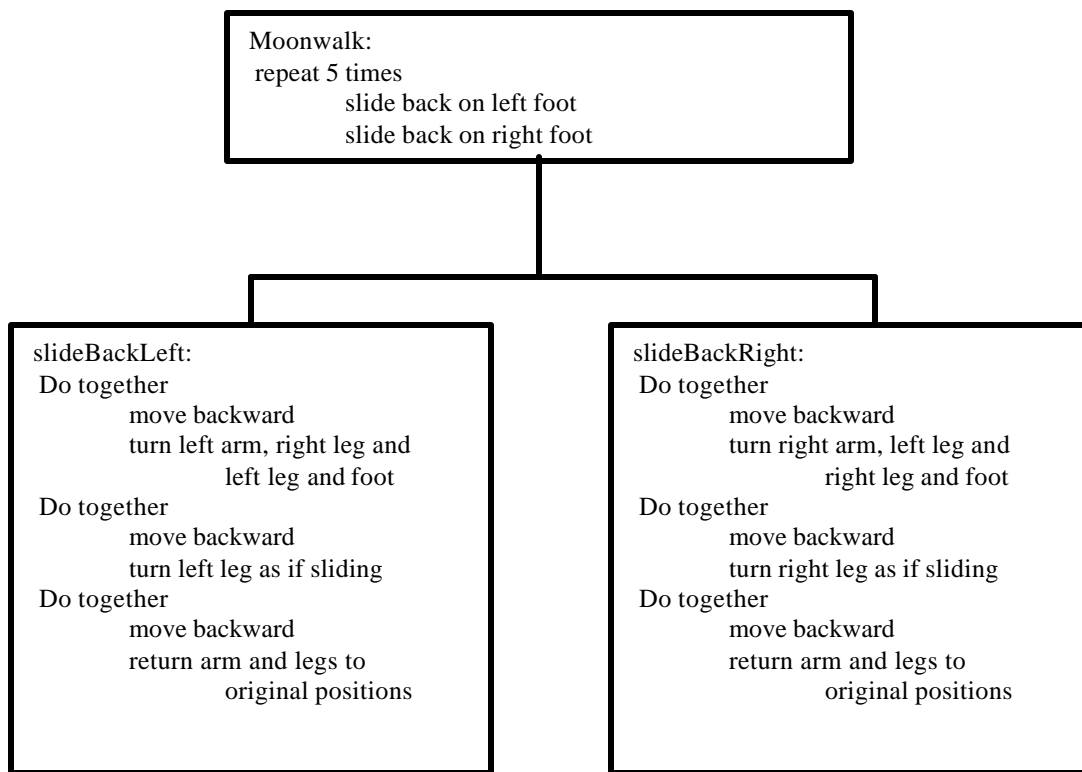 Moonwalk:
repeat 5 times
slide back on left foot
slide back on right foot
slideBackLeft:
Do together
move backward
turn left arm, right leg and
left leg and foot
Do together
move backward
turn left leg as if sliding
Do together
move backward
return arm and legs to
original positions
slideBackRight:
Do together
move backward
turn right arm, left leg and
right leg and foot
Do together
move backward
turn right leg as if sliding
Do together
move backward
return arm and legs to
original positions